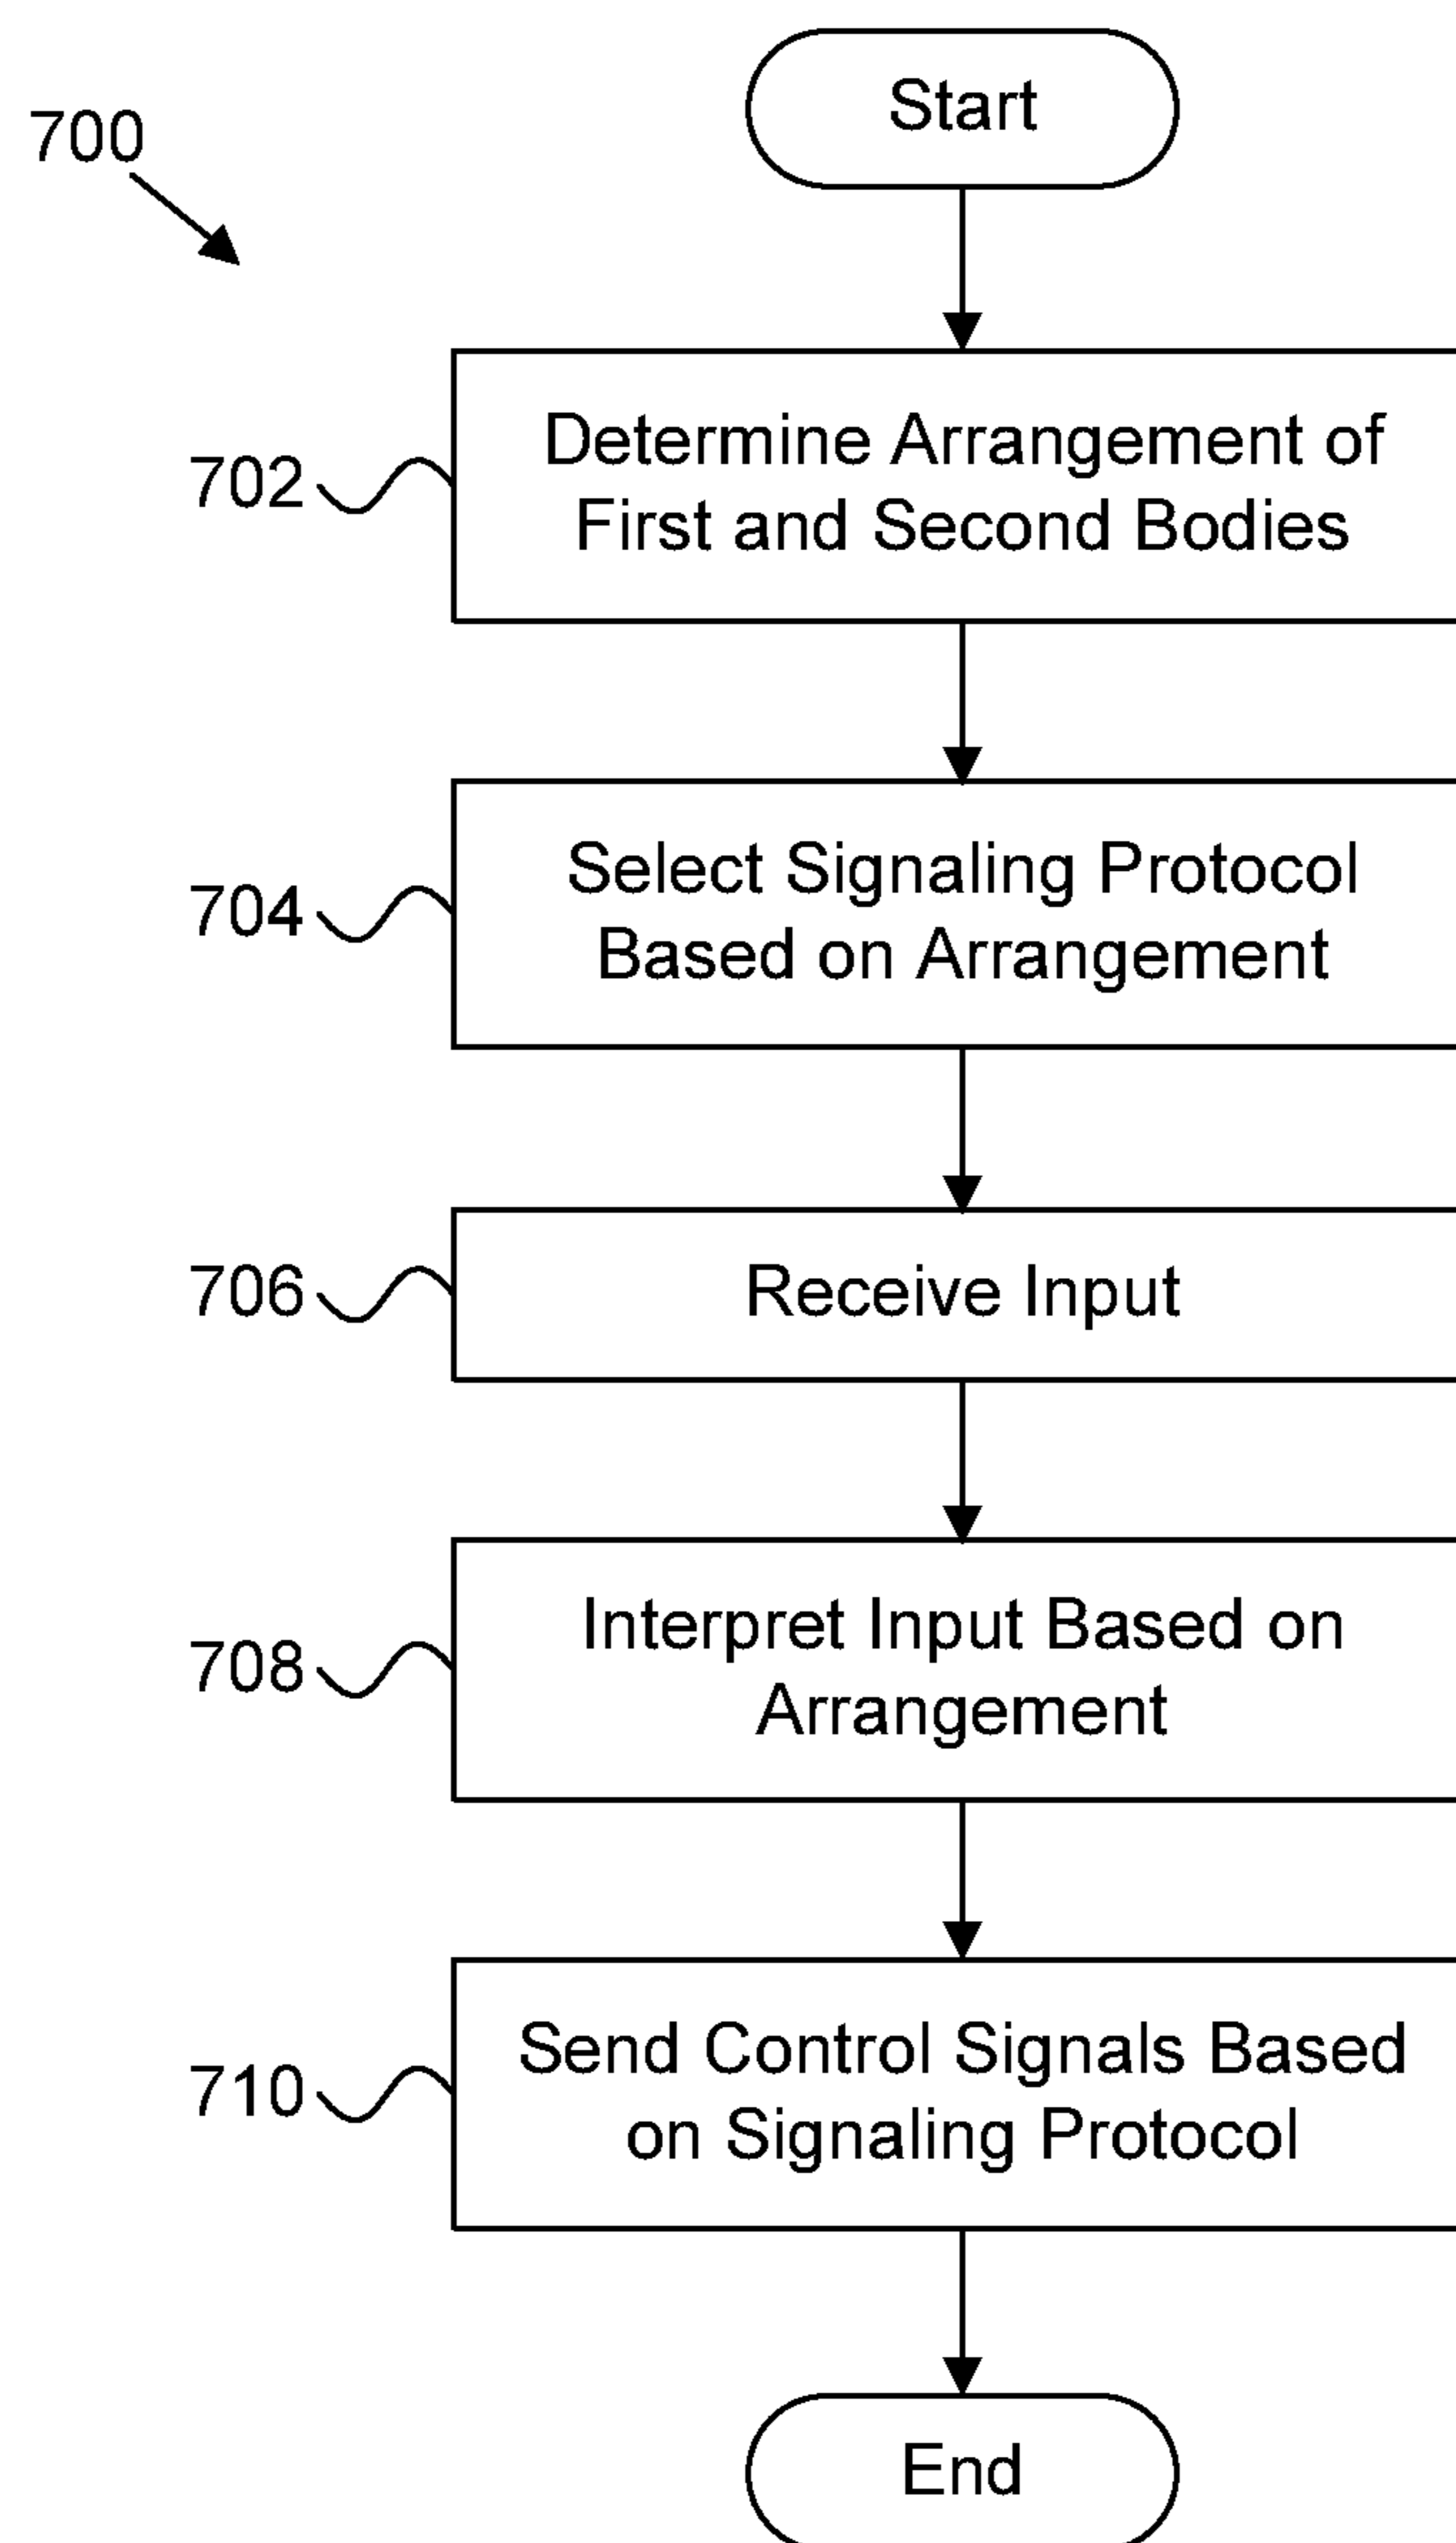 700
Start
702
Determine Arrangement of
First and Second Bodies
704
Select Signaling Protocol
Based on Arrangement
706
Receive Input
708
Interpret Input Based on
Arrangement
710
Send Control Signals Based
on Signaling Protocol
End